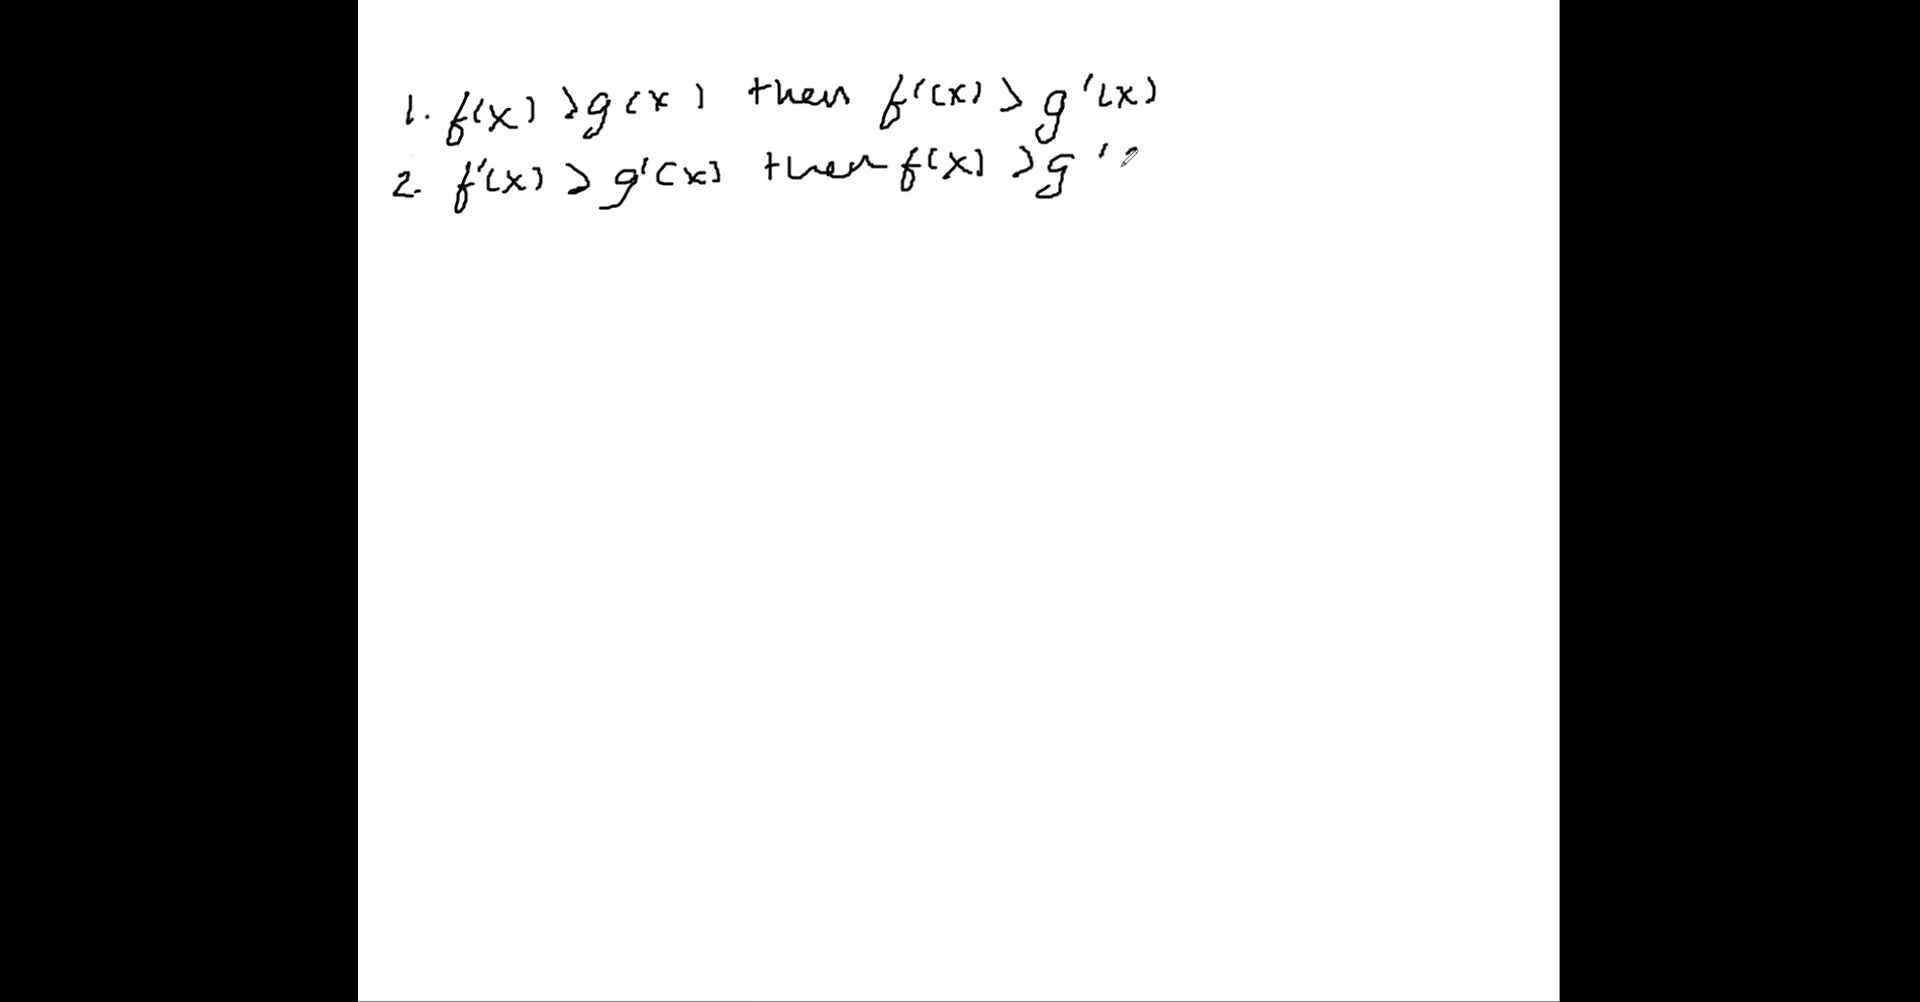 1. f(x) > g(x) then f'(x) > g'(x)
2. f'(x) > g'(x) then f(x) > g'